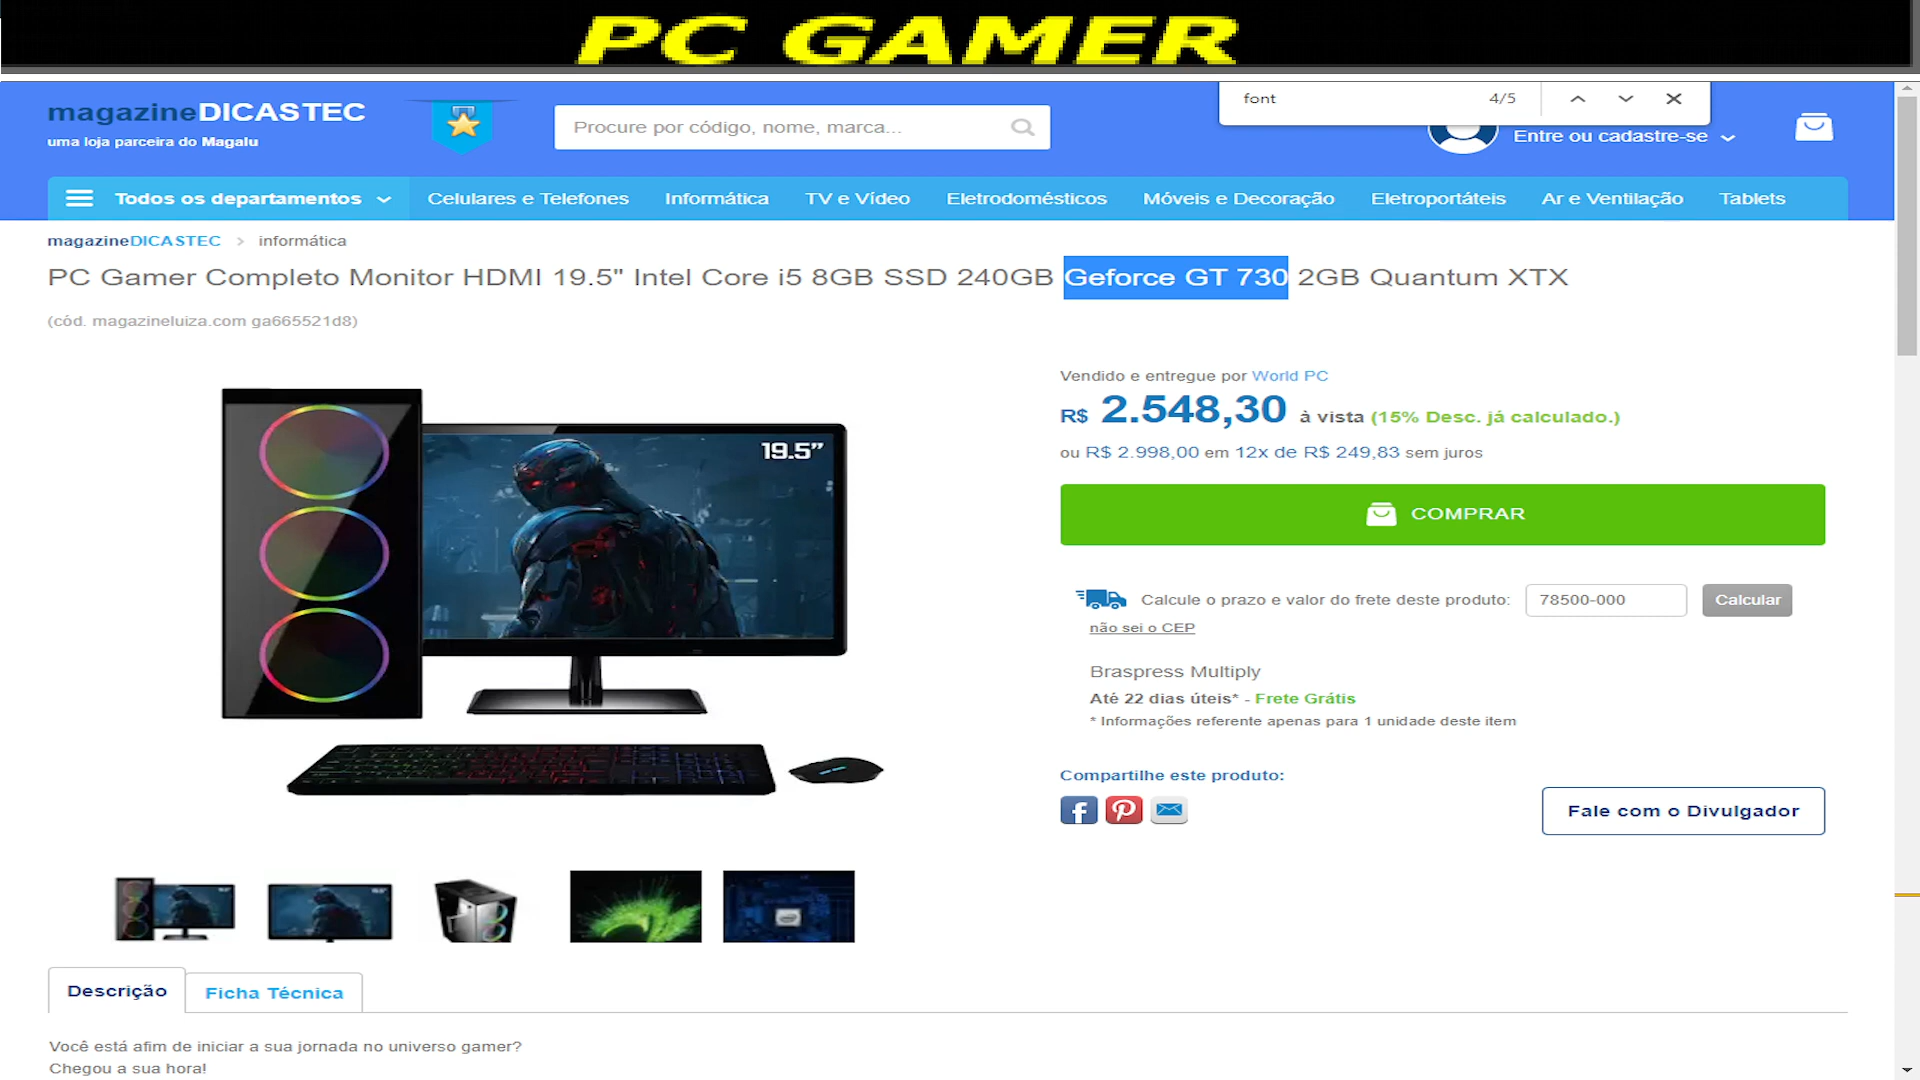 PC GAMER
magazineDICASTEC
uma loja parceira do Magalu
Procure por código, nome, marca...
font 4/5
Entre ou cadastre-se
Todos os departamentos Celulares e Telefones Informática TV e Vídeo Eletrodomésticos Móveis e Decoração Eletroportáteis Ar e Ventilação Tablets
magazineDICASTEC > informática
PC Gamer Completo Monitor HDMI 19.5" Intel Core i5 8GB SSD 240GB Geforce GT 730 2GB Quantum XTX
(cód. magazineluiza.com ga665521d8)
19.5”
Vendido e entregue por World PC
R$ 2.548,30 à vista (15% Desc. já calculado.)
ou R$ 2.998,00 em 12x de R$ 249,83 sem juros
COMPRAR
Calcule o prazo e valor do frete deste produto: 78500-000 Calcular
não sei o CEP
Braspress Multiply
Até 22 dias úteis* - Frete Grátis
* Informações referente apenas para 1 unidade deste item
Compartilhe este produto:
Fale com o Divulgador
Descrição Ficha Técnica
Você está afim de iniciar a sua jornada no universo gamer?
Chegou a sua hora!